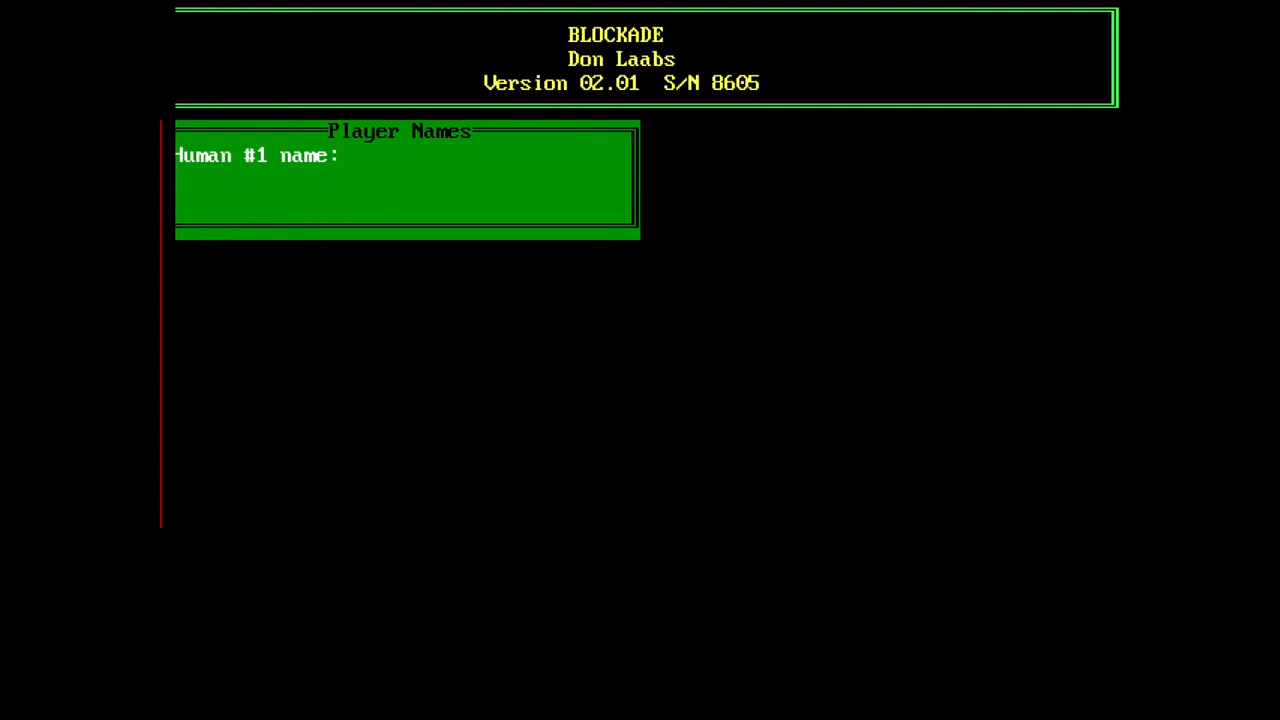 BLOCKADE
Don Laabs
Version 02.01 S/N 8605
Player Names
Human #1 name: